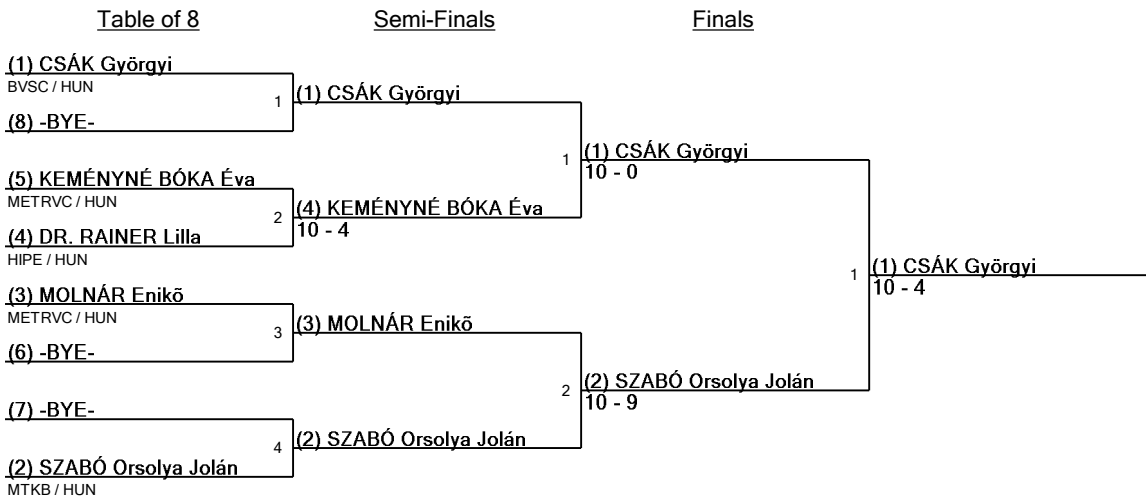 Table of 8
Semi-Finals
Finals
(1) CSÁK Györgyi
BVSC / HUN
1
(1) CSÁK Györgyi
(8) -BYE-
1
(1) CSÁK Györgyi
10 - 0
(5) KEMÉNYNÉ BÓKA Éva
METRVC / HUN
2
(4) KEMÉNYNÉ BÓKA Éva
10 - 4
(4) DR. RAINER Lilla
HIPE / HUN
1
(1) CSÁK Györgyi
10 - 4
(3) MOLNÁR Enikõ
METRVC / HUN
3
(3) MOLNÁR Enikõ
(6) -BYE-
2
(2) SZABÓ Orsolya Jolán
10 - 9
(7) -BYE-
4
(2) SZABÓ Orsolya Jolán
(2) SZABÓ Orsolya Jolán
MTKB / HUN